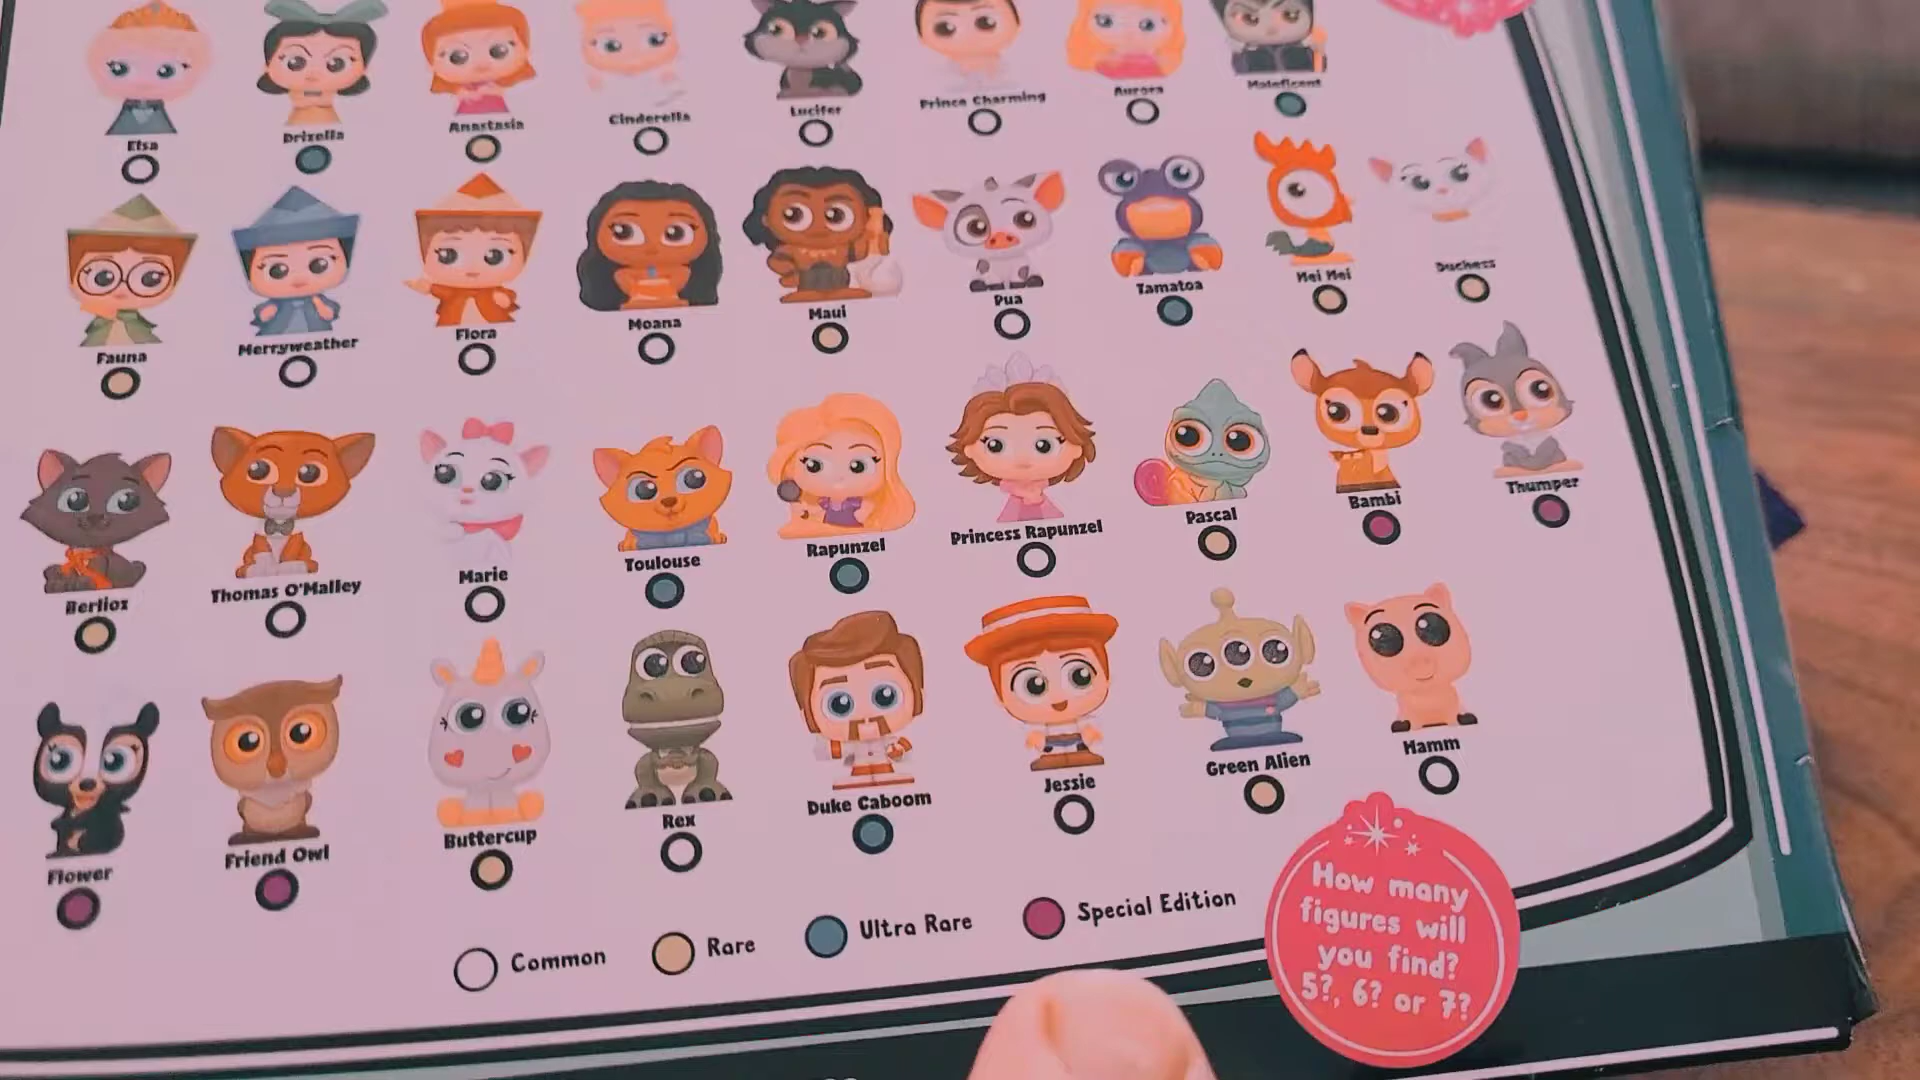 Elsa
Drizella
Anastasia
Cinderella
Lucifer
Prince Charming
Aurora
Maleficent
Fauna
Merryweather
Flora
Moana
Maui
Pua
Tamatoa
Hei Hei
Duchess
Berlioz
Thomas O'Malley
Marie
Toulouse
Rapunzel
Princess Rapunzel
Pascal
Bambi
Thumper
Flower
Friend Owl
Buttercup
Rex
Duke Caboom
Jessie
Green Alien
Hamm
Common
Rare
Ultra Rare
Special Edition
How many
figures will
you find?
5?, 6? or 7?